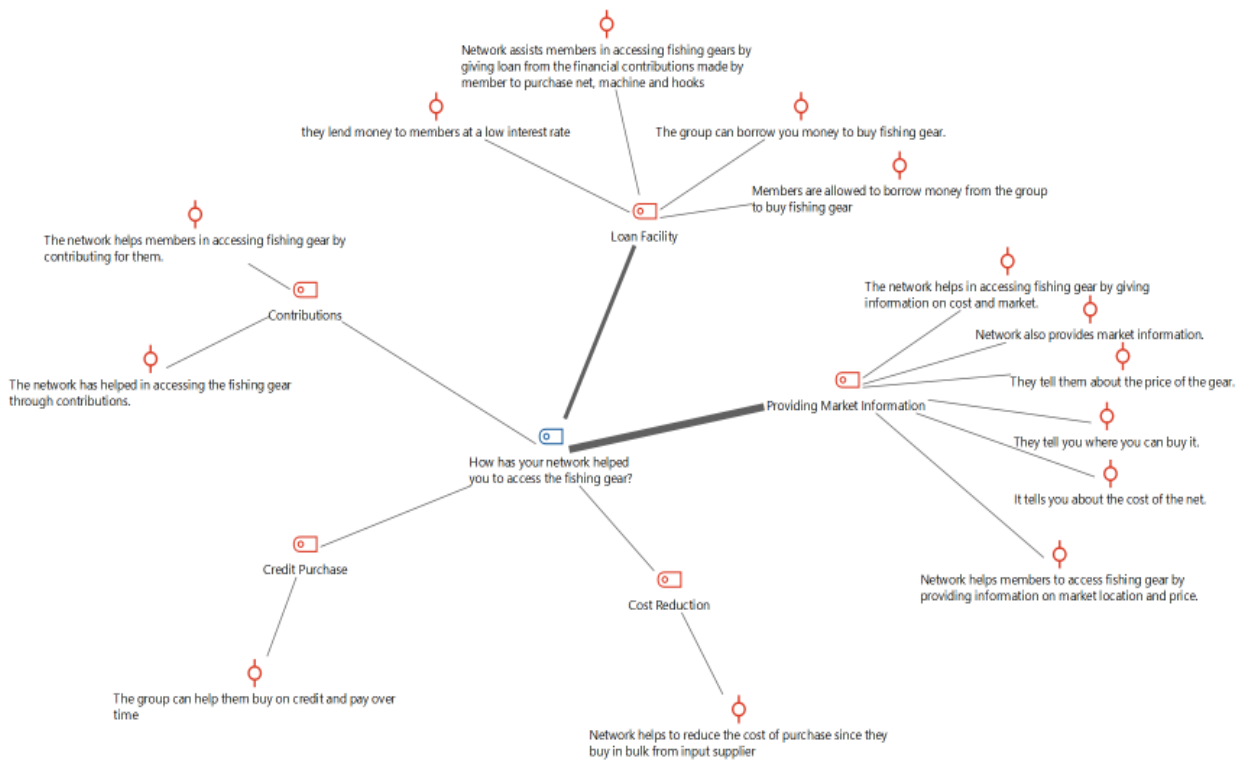 Network assists members in accessing fishing gears by
giving loan from the financial contributions made by
member to purchase net, machine and hooks
they lend money to members at a low interest rate
The group can borrow you money to buy fishing gear.
Members are allowed to borrow money from the group
to buy fishing gear
Loan Facility
The network helps members in accessing fishing gear by
contributing for them.
Contributions
The network has helped in accessing the fishing gear
through contributions.
The network helps in accessing fishing gear by giving
information on cost and market.
Network also provides market information.
They tell them about the price of the gear.
Providing Market Information
They tell you where you can buy it.
It tells you about the cost of the net.
Network helps members to access fishing gear by
providing information on market location and price.
How has your network helped
you to access the fishing gear?
Credit Purchase
The group can help them buy on credit and pay over
time
Cost Reduction
Network helps to reduce the cost of purchase since they
buy in bulk from input supplier